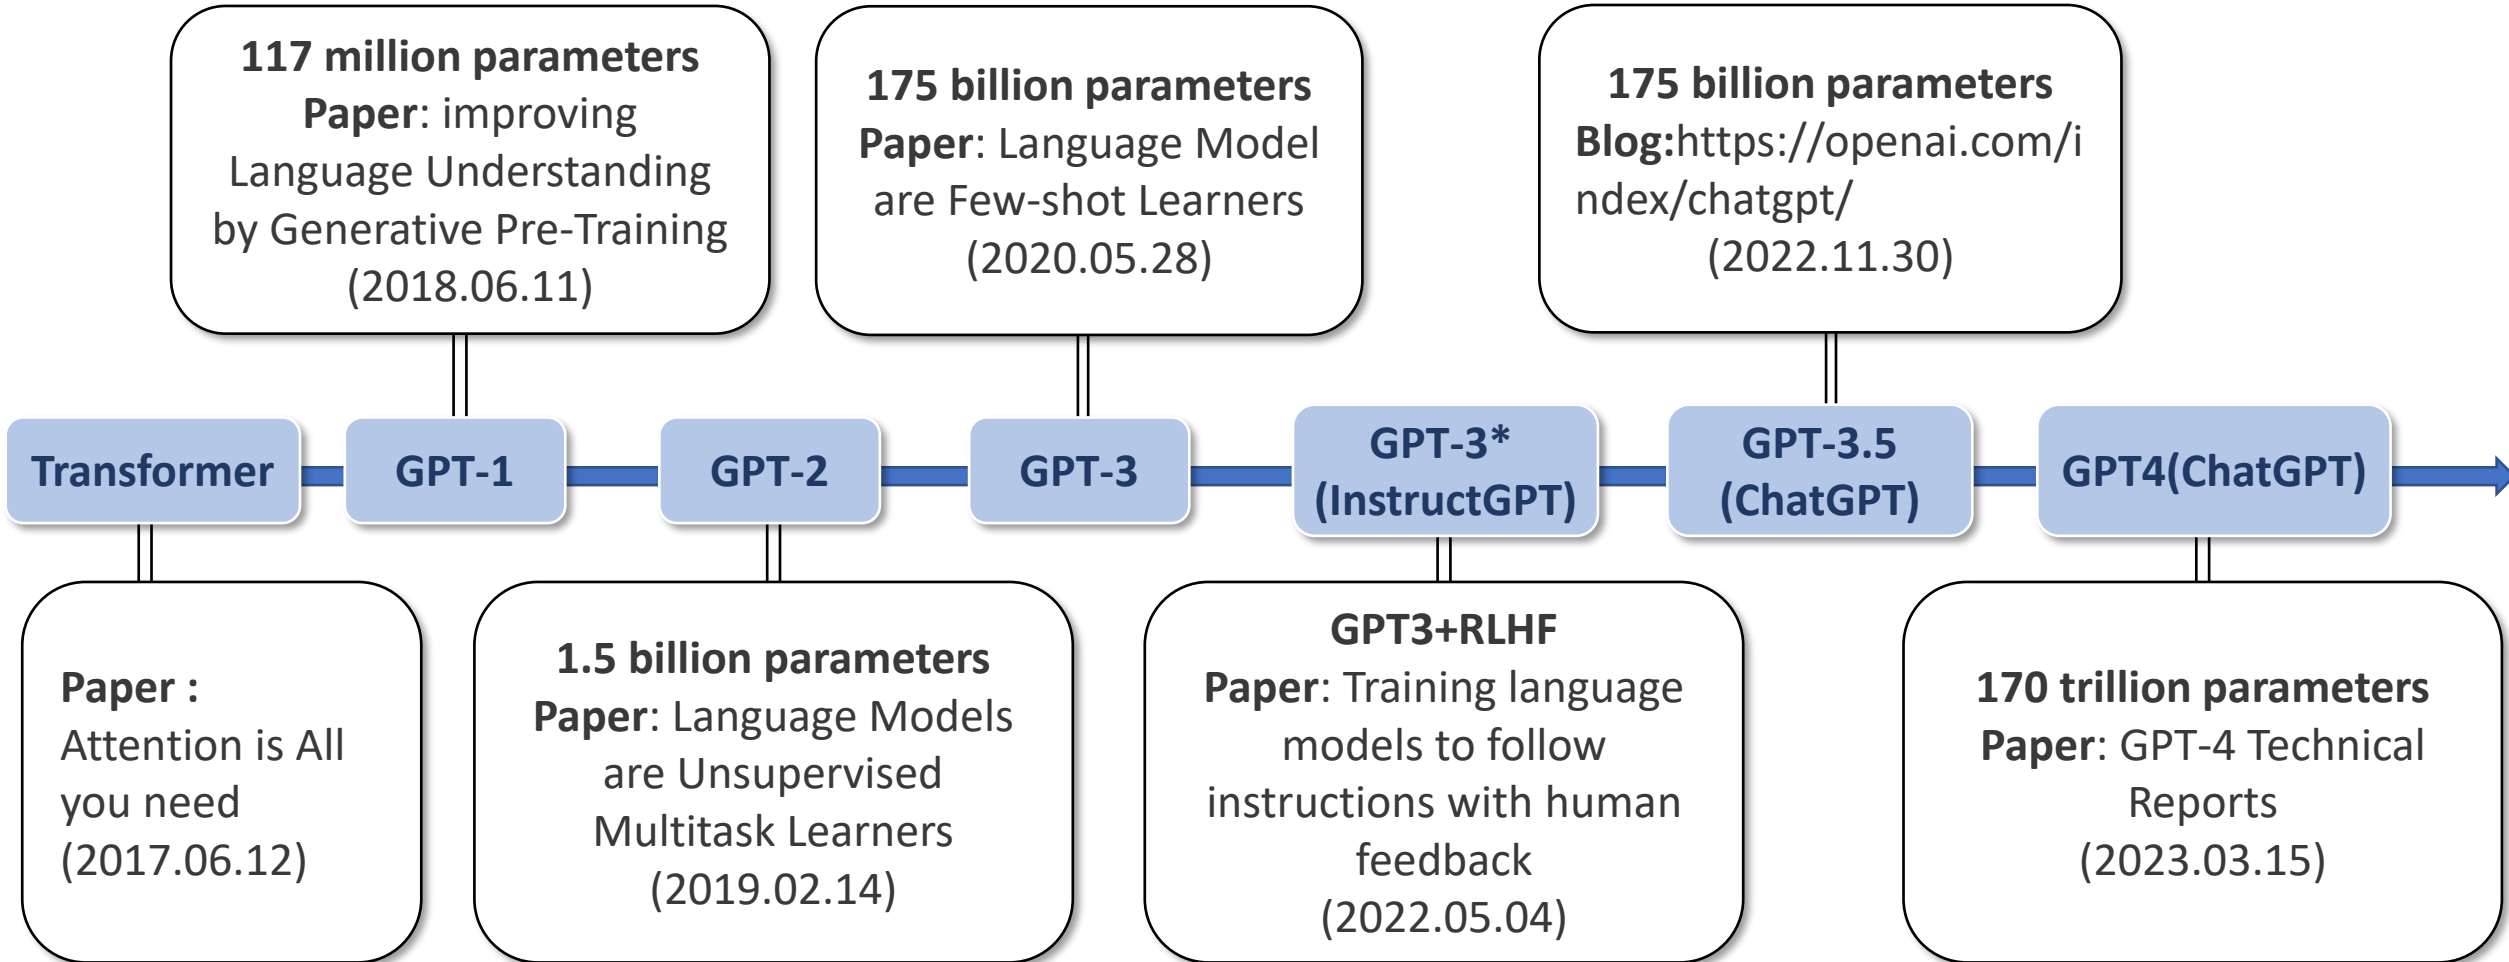 117 million parameters
Paper: improving
Language Understanding
by Generative Pre-Training
(2018.06.11)
175 billion parameters
Paper: Language Model
are Few-shot Learners
(2020.05.28)
175 billion parameters
Blog:https://openai.com/i
ndex/chatgpt/
(2022.11.30)
Transformer
GPT-1
GPT-2
GPT-3
GPT-3*
(InstructGPT)
GPT-3.5
(ChatGPT)
GPT4(ChatGPT)
Paper :
Attention is All
you need
(2017.06.12)
1.5 billion parameters
Paper: Language Models
are Unsupervised
Multitask Learners
(2019.02.14)
GPT3+RLHF
Paper: Training language
models to follow
instructions with human
feedback
(2022.05.04)
170 trillion parameters
Paper: GPT-4 Technical
Reports
(2023.03.15)